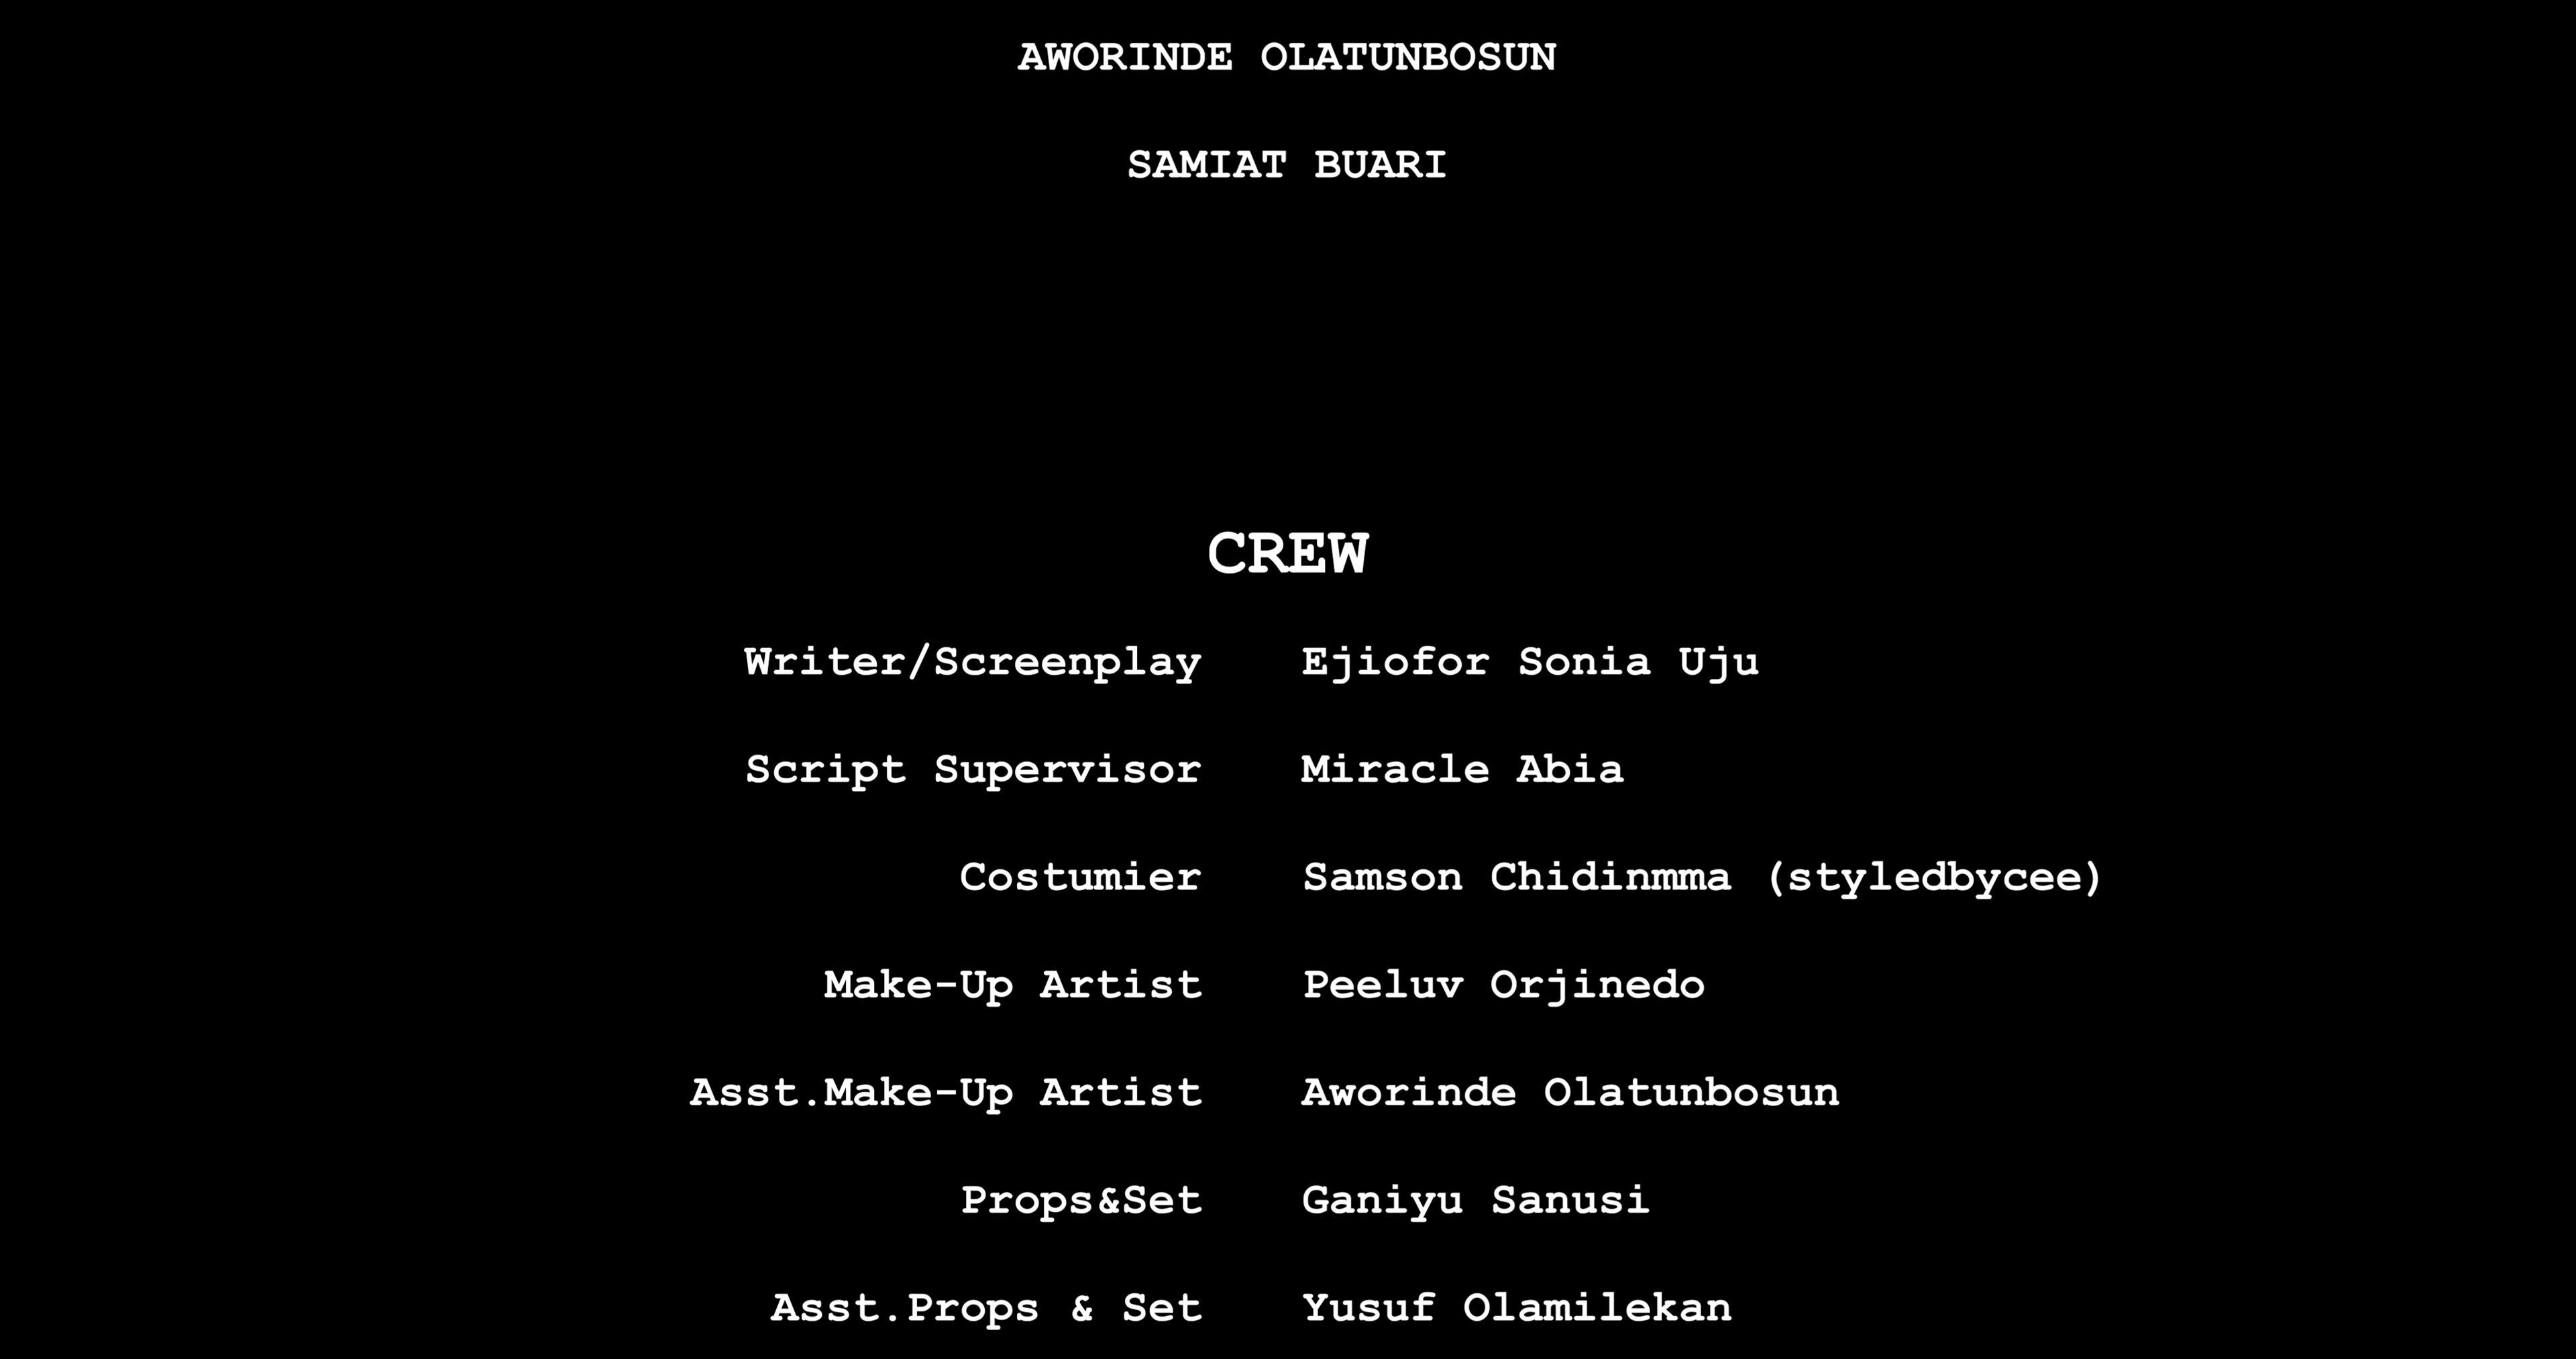 AWORINDE OLATUNBOSUN
SAMIAT BUARI
CREW
Writer/Screenplay Ejiofor Sonia Uju
Script Supervisor Miracle Abia
Costumier Samson Chidinmma (styledbycee)
Make-Up Artist Peeluv Orjinedo
Asst.Make-Up Artist Aworinde Olatunbosun
Props&Set Ganiyu Sanusi
Asst.Props & Set Yusuf Olamilekan